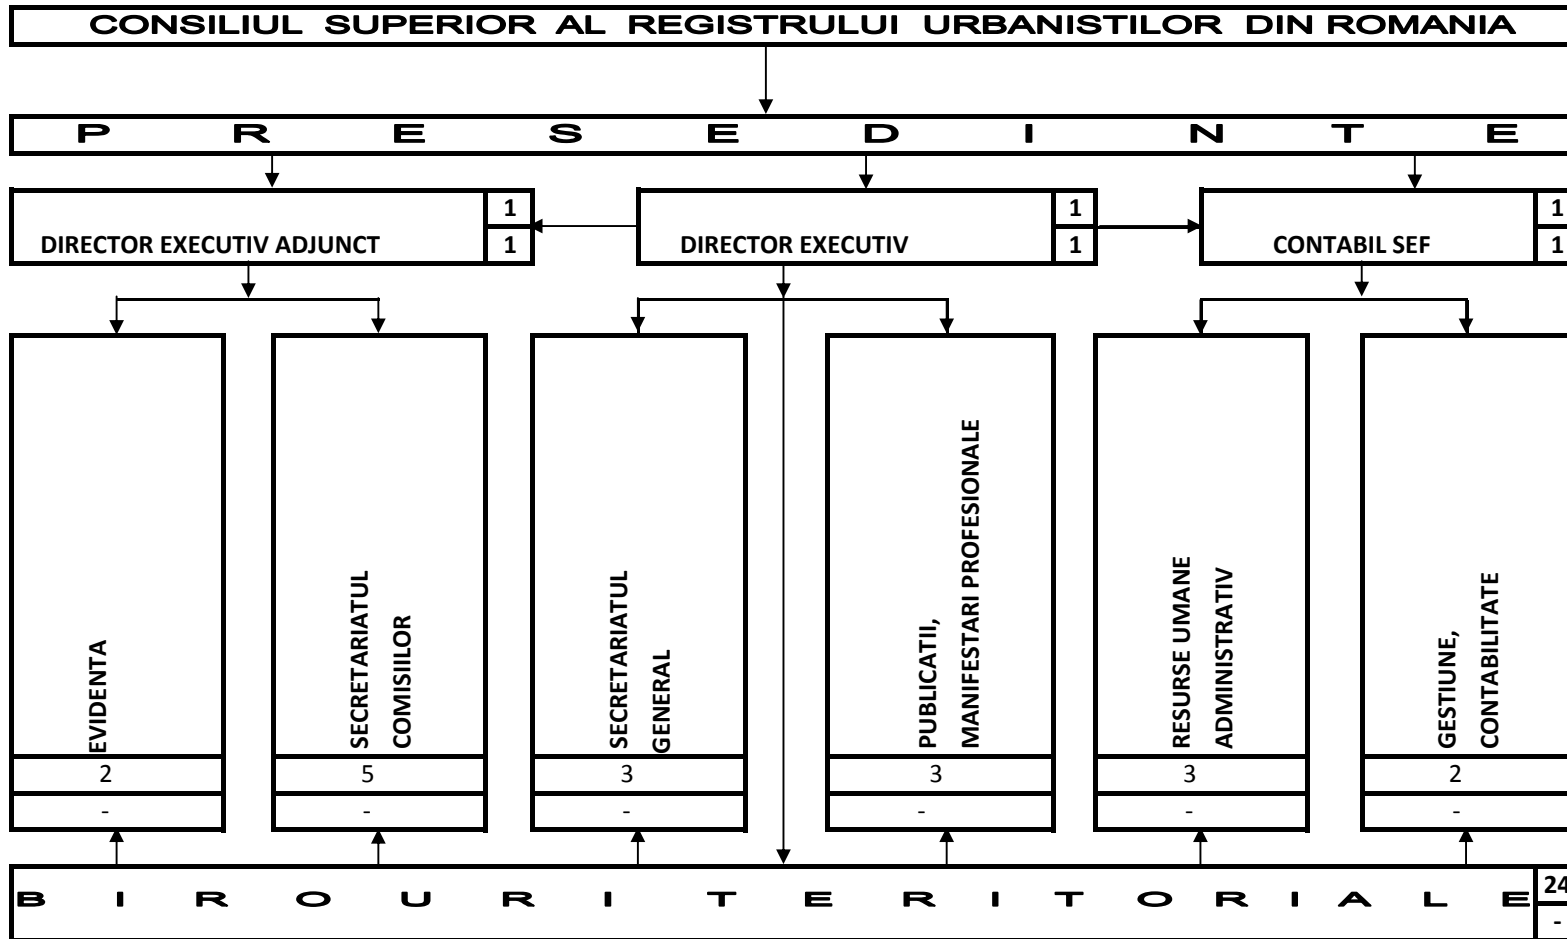 CONSILIUL SUPERIOR AL REGISTRULUI URBANISTILOR DIN ROMANIA
P R E S E D I N T E
DIRECTOR EXECUTIV ADJUNCT
1
1
DIRECTOR EXECUTIV
1
1
CONTABIL SEF
1
1
EVIDENTA
2
-
SECRETARIATUL
COMISIILOR
5
-
SECRETARIATUL
GENERAL
3
-
PUBLICATII,
MANIFESTARI PROFESIONALE
3
-
RESURSE UMANE
ADMINISTRATIV
3
-
GESTIUNE,
CONTABILITATE
2
-
B I R O U R I T E R I T O R I A L E
24
-